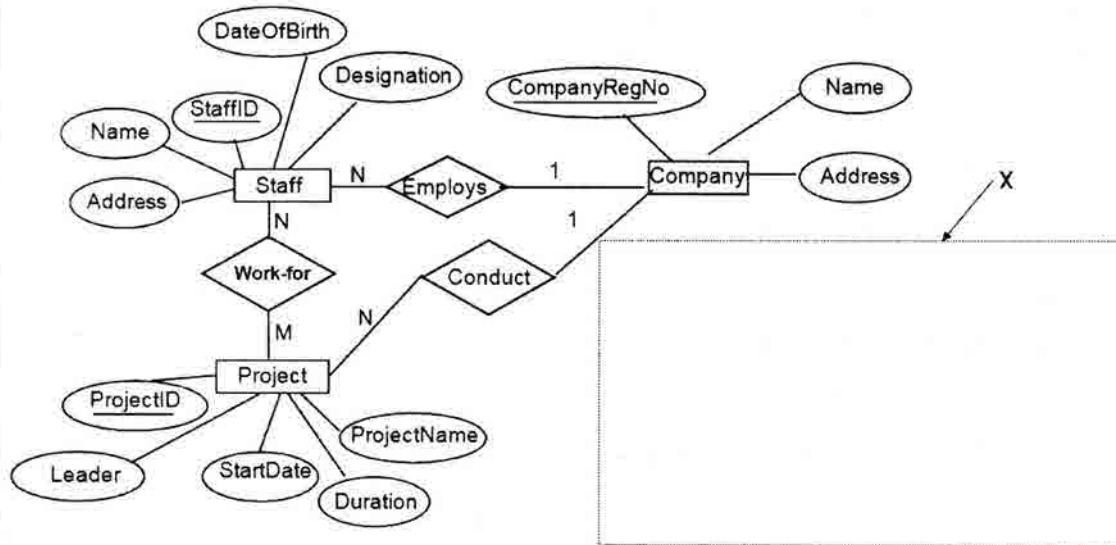 DateOfBirth
Designation
CompanyRegNo
Name
StaffID
Name
Staff
N
Employs
1
Company
Address
Address
X
N
1
Work-for
Conduct
M
N
Project
ProjectID
ProjectName
Leader
StartDate
Duration